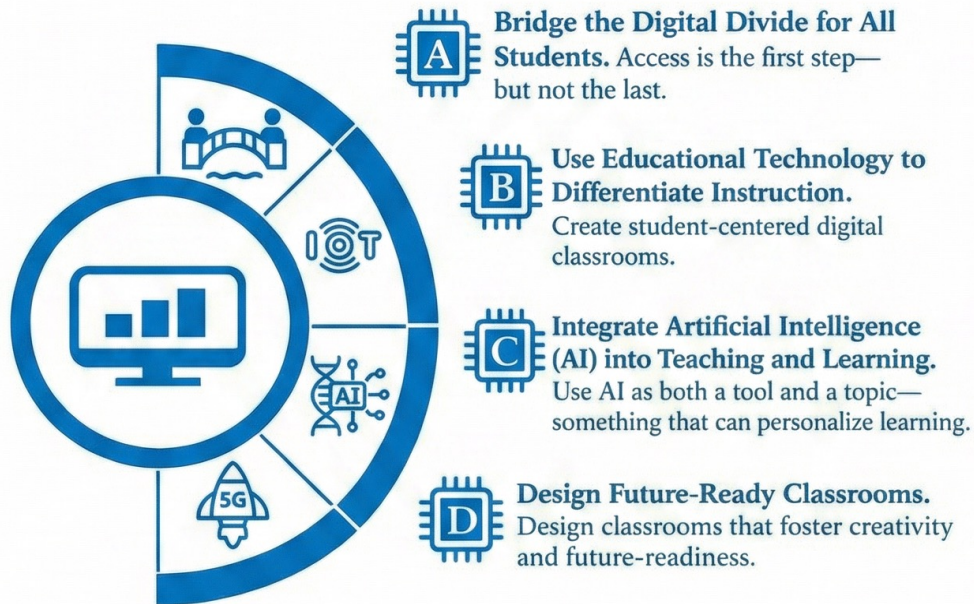 A
Bridge the Digital Divide for All
Students. Access is the first step—
but not the last.
B
Use Educational Technology to
Differentiate Instruction.
Create student-centered digital
classrooms.
IOT
C
Integrate Artificial Intelligence
(AI) into Teaching and Learning.
Use AI as both a tool and a topic—
something that can personalize learning.
AI
D
Design Future-Ready Classrooms.
Design classrooms that foster creativity
and future-readiness.
5G